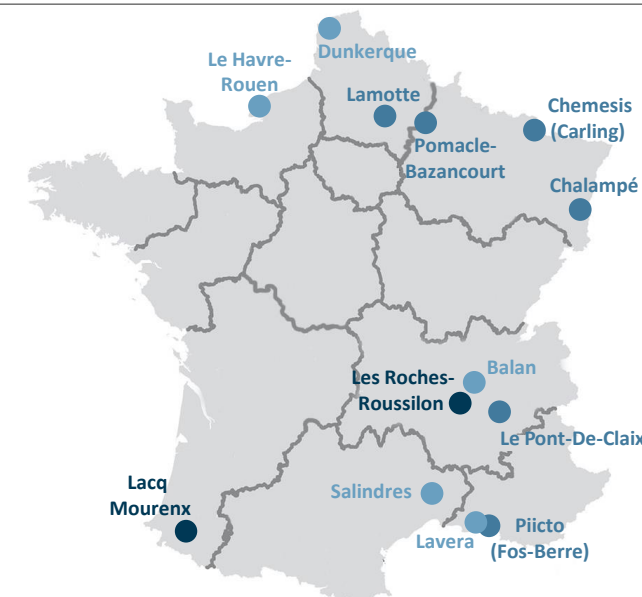 Dunkerque
Le Havre-
Rouen
Lamotte
Chemesis
(Carling)
Pomacle-
Bazancourt
Chalampé
Balan
Les Roches-
Roussilon
Le Pont-De-Claix
Lacq
Mourenx
Salindres
Lavera
Piicto
(Fos-Berre)